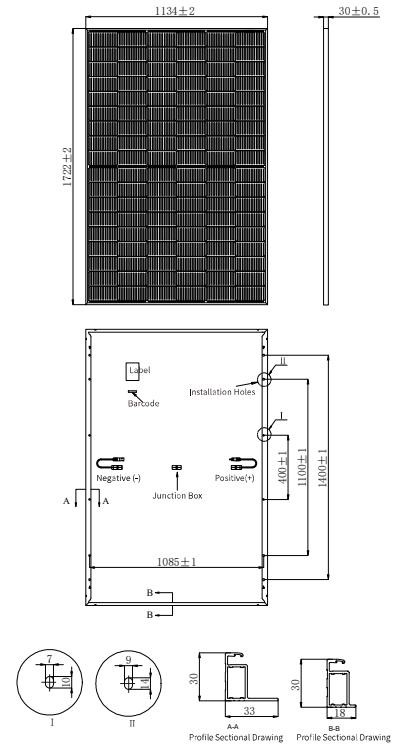 1134±2
30±0.5
1722±2
Label
Barcode
Installation Holes
II
I
Negative (-)
Junction Box
Positive(+)
400±1
1100±1
1400±1
A
A
1085±1
B
B
7
10
I
9
14
II
30
33
A-A
Profile Sectional Drawing
30
18
B-B
Profile Sectional Drawing